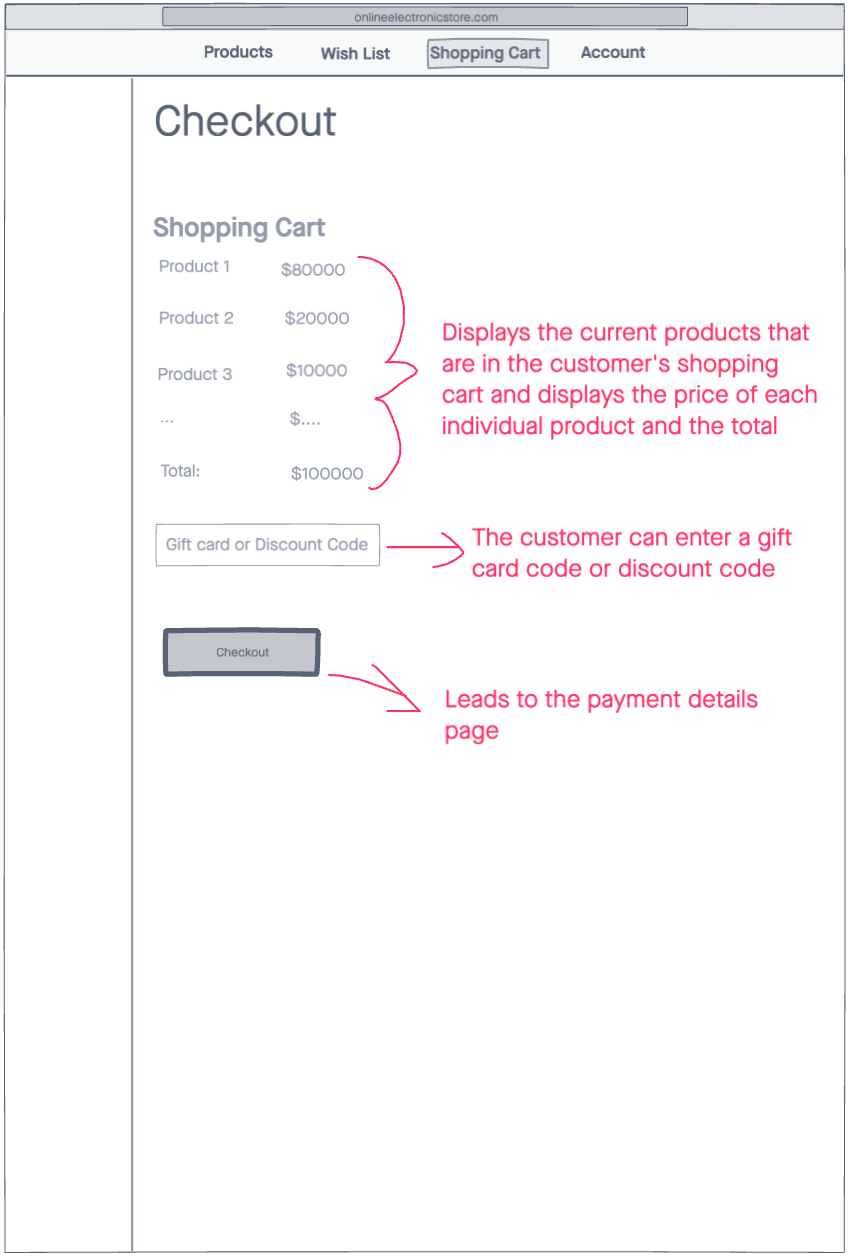 onlineelectronicstore.com
Products Wish List Shopping Cart Account
Checkout
Shopping Cart
Product 1 $80000
Product 2 $20000
Product 3 $10000
... $....
Total: $100000
Displays the current products that
are in the customer's shopping
cart and displays the price of each
individual product and the total
Gift card or Discount Code
The customer can enter a gift
card code or discount code
Checkout
Leads to the payment details
page